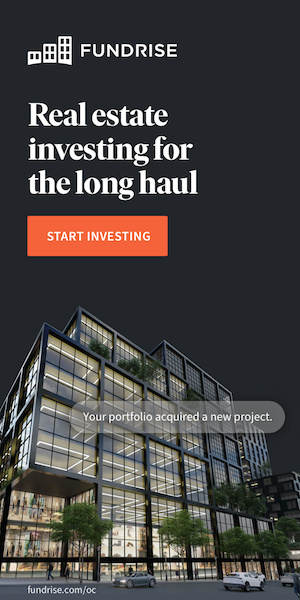 FUNDRISE
Real estate
investing for
the long haul
START INVESTING
Your portfolio acquired a new project.
fundrise.com/oc